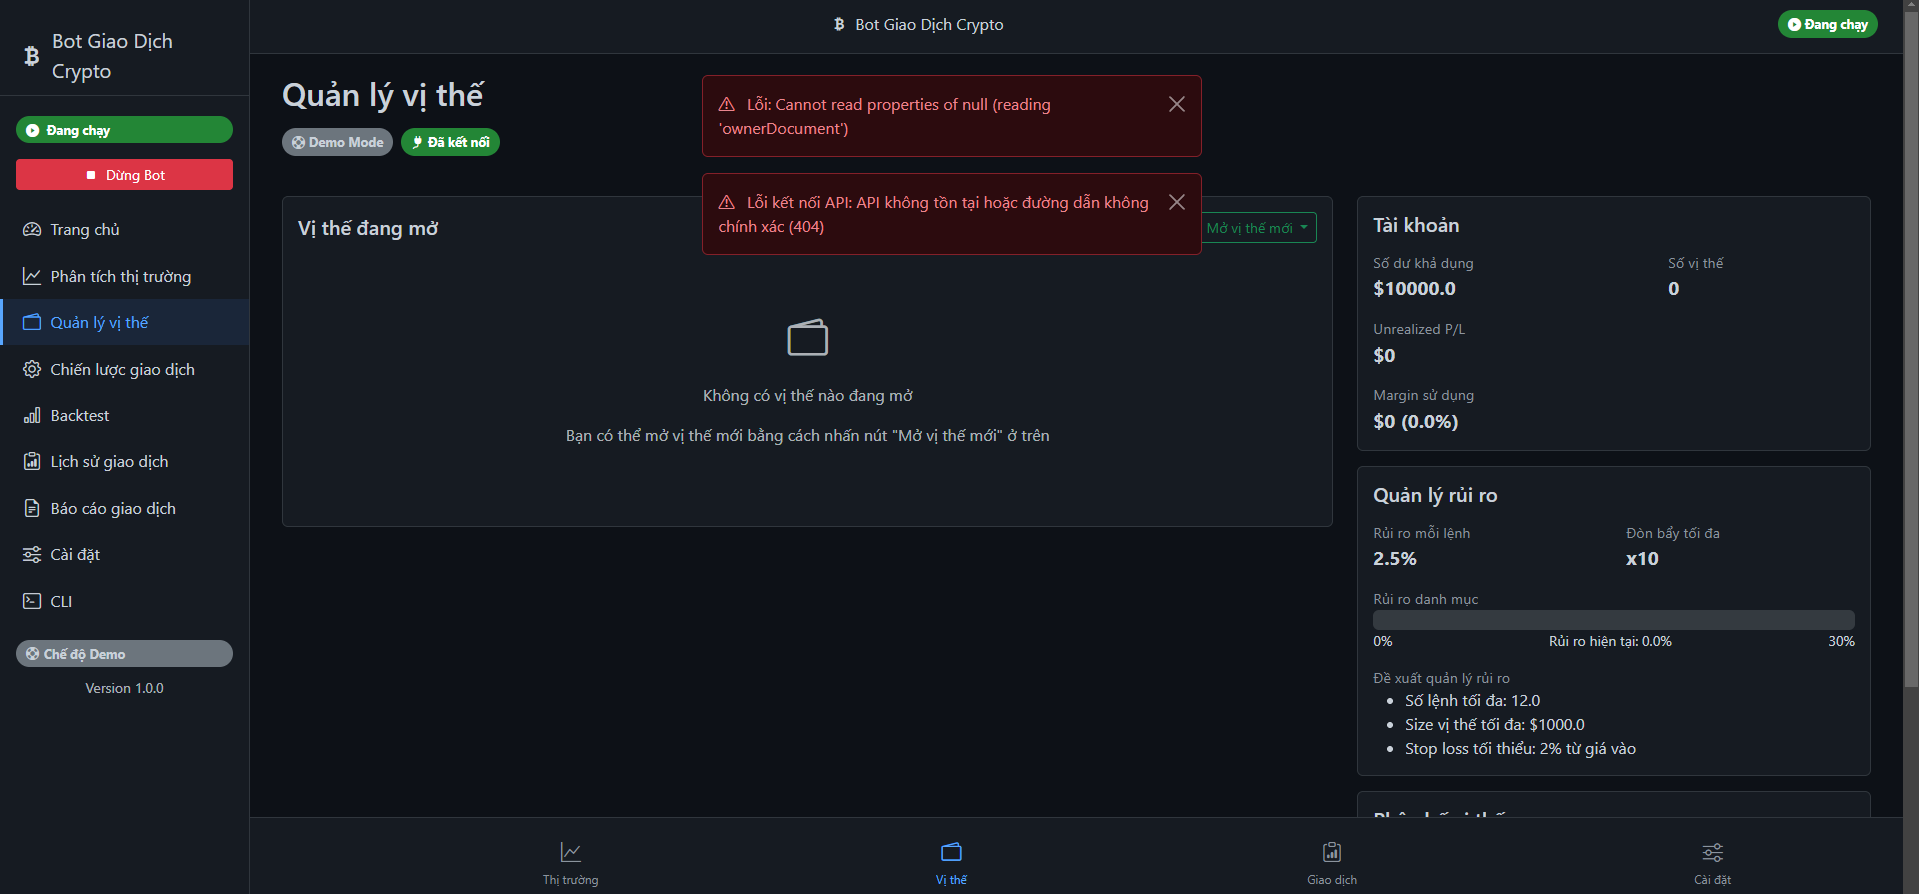 Bot Giao Dịch
Crypto
Đang chạy
Dừng Bot
Trang chủ
Phân tích thị trường
Quản lý vị thế
Chiến lược giao dịch
Backtest
Lịch sử giao dịch
Báo cáo giao dịch
Cài đặt
CLI
Chế độ Demo
Version 1.0.0
Bot Giao Dịch Crypto
Đang chạy
Quản lý vị thế
Demo Mode
Đã kết nối
Lỗi: Cannot read properties of null (reading
'ownerDocument')
Lỗi kết nối API: API không tồn tại hoặc đường dẫn không
chính xác (404)
Vị thế đang mở
Mở vị thế mới
Không có vị thế nào đang mở
Bạn có thể mở vị thế mới bằng cách nhấn nút "Mở vị thế mới" ở trên
Tài khoản
Số dư khả dụng
$10000.0
Số vị thế
0
Unrealized P/L
$0
Margin sử dụng
$0 (0.0%)
Quản lý rủi ro
Rủi ro mỗi lệnh
2.5%
Đòn bẩy tối đa
x10
Rủi ro danh mục
0%
Rủi ro hiện tại: 0.0%
30%
Đề xuất quản lý rủi ro
Số lệnh tối đa: 12.0
Size vị thế tối đa: $1000.0
Stop loss tối thiểu: 2% từ giá vào
Thị trường
Vị thế
Giao dịch
Cài đặt